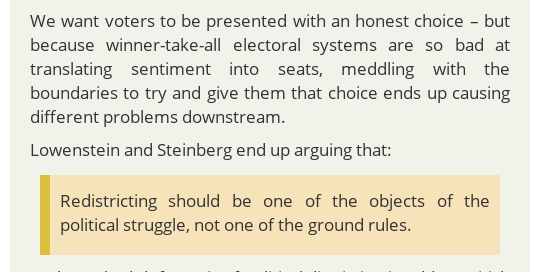 We want voters to be presented with an honest choice – but
because winner-take-all electoral systems are so bad at
translating sentiment into seats, meddling with the
boundaries to try and give them that choice ends up causing
different problems downstream.
Lowenstein and Steinberg end up arguing that:
Redistricting should be one of the objects of the
political struggle, not one of the ground rules.